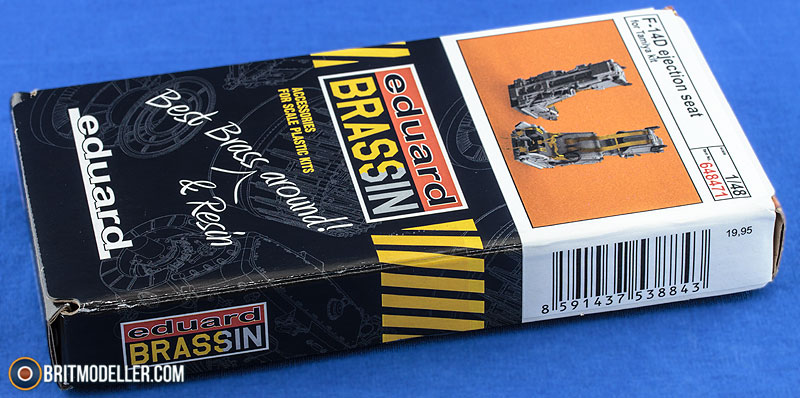 eduard
Best Brass around!
& Resin
ACCESSORIES
FOR SCALE PLASTIC KITS
eduard
BRASSIN
F-14D ejection seat
for Tamiya kit
1/48
648471
19,95
8 591437 538843
eduard
BRASSIN
BRITMODELLER.COM